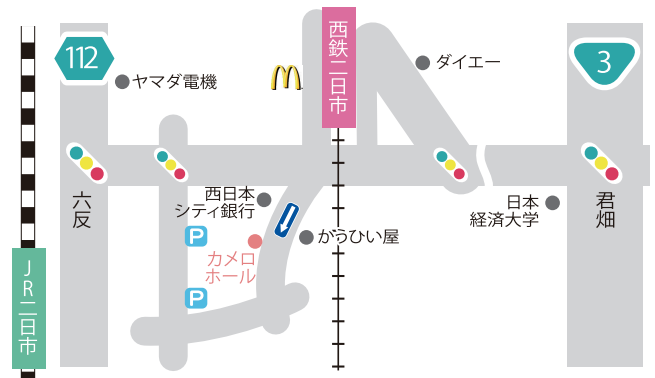 112
ヤマダ電機
西鉄二日市
ダイエー
3
六反
西日本
シティ銀行
かうひい屋
日本
経済大学
君畑
P
カメロ
ホール
P
JR二日市